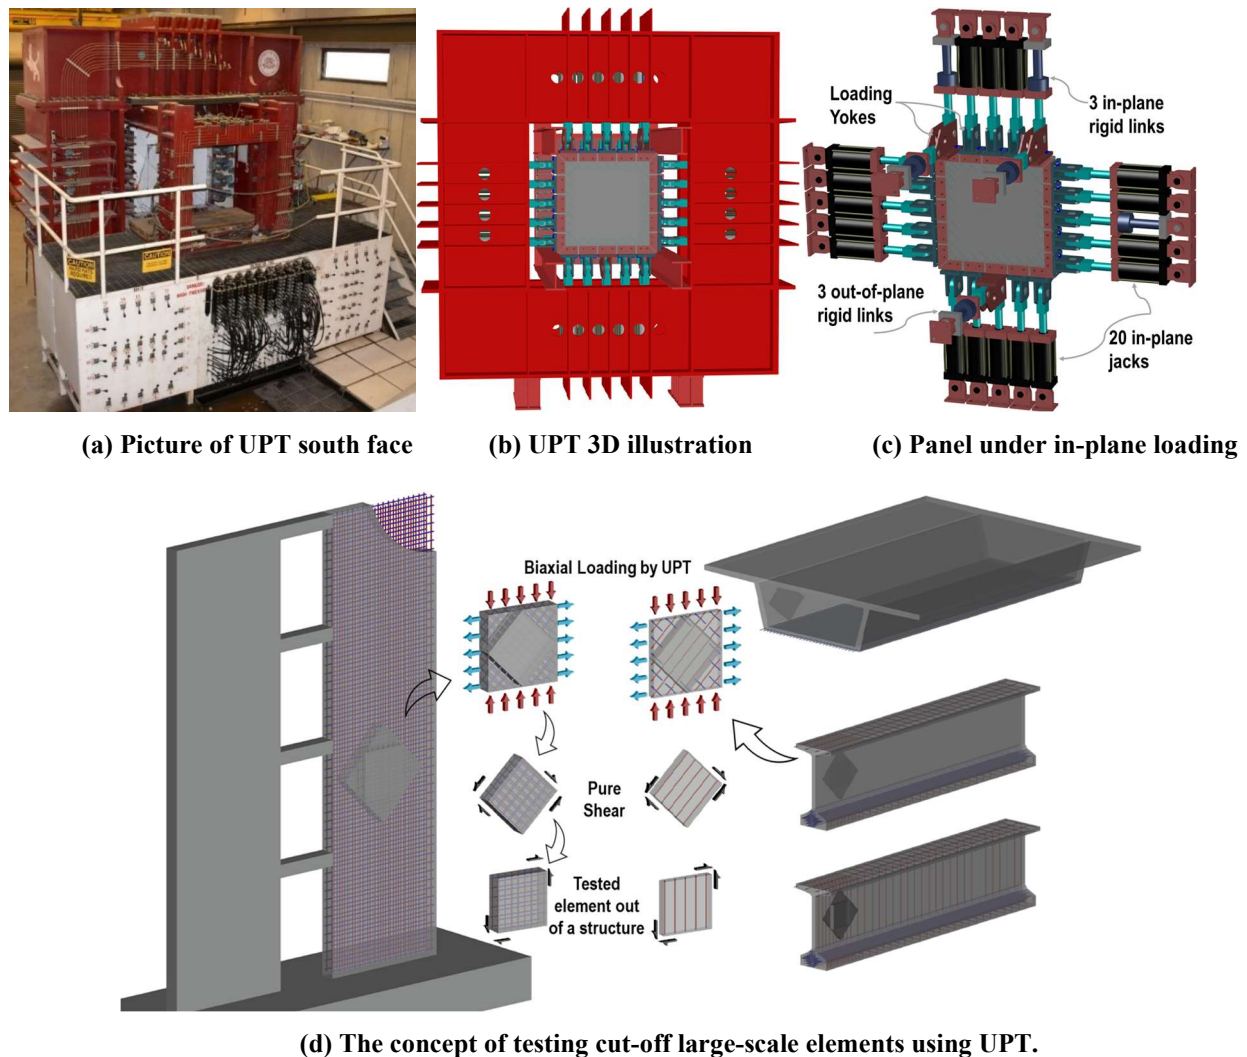 CAUTION
CAUTION
Loading
Yokes
3 in-plane
rigid links
3 out-of-plane
rigid links
20 in-plane
jacks
(a) Picture of UPT south face
(b) UPT 3D illustration
(c) Panel under in-plane loading
Biaxial Loading by UPT
Pure
Shear
Tested
element out
of a structure
(d) The concept of testing cut-off large-scale elements using UPT.